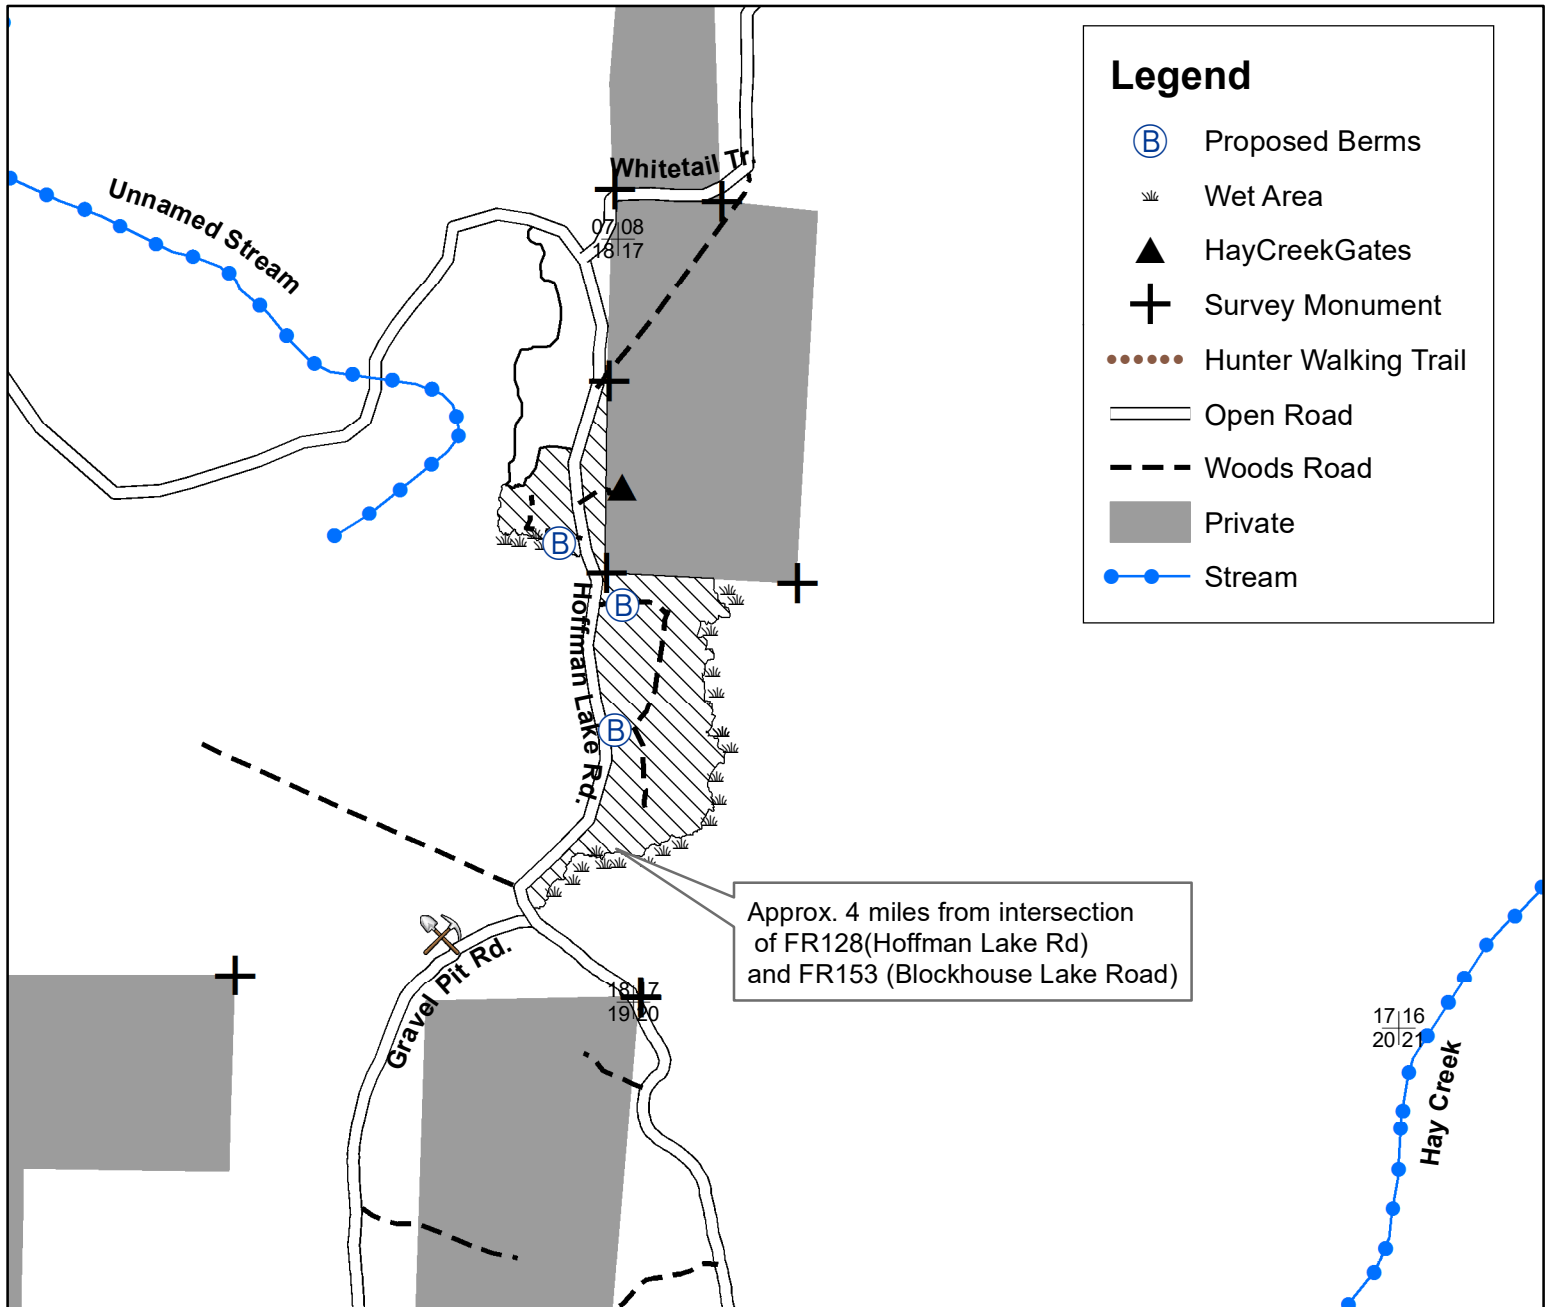 Legend
B Proposed Berms
Wet Area
HayCreekGates
Survey Monument
Hunter Walking Trail
Open Road
Woods Road
Private
Stream
Whitetail Tr
Unnamed Stream
07 08
18 17
B
Hoffman Lake Rd.
B
B
Approx. 4 miles from intersection
of FR128(Hoffman Lake Rd)
and FR153 (Blockhouse Lake Road)
Gravel Pit Rd.
18 17
19 20
17 16
20 21
Hay Creek